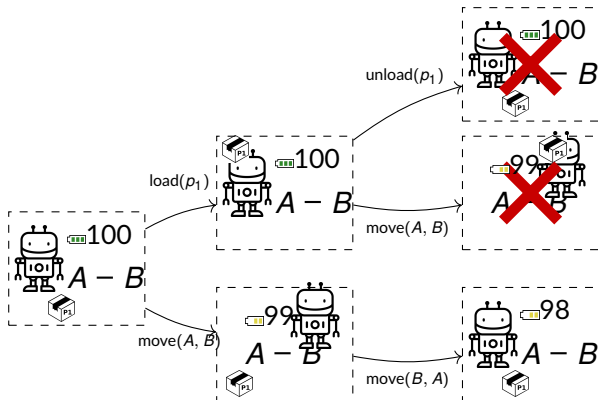 100
A – B
P1
unload(p₁)
P1
100
A – B
load(p₁)
P1
99
A – B
move(A, B)
100
A – B
P1
move(A, B)
99
A – B
P1
move(B, A)
98
A – B
P1